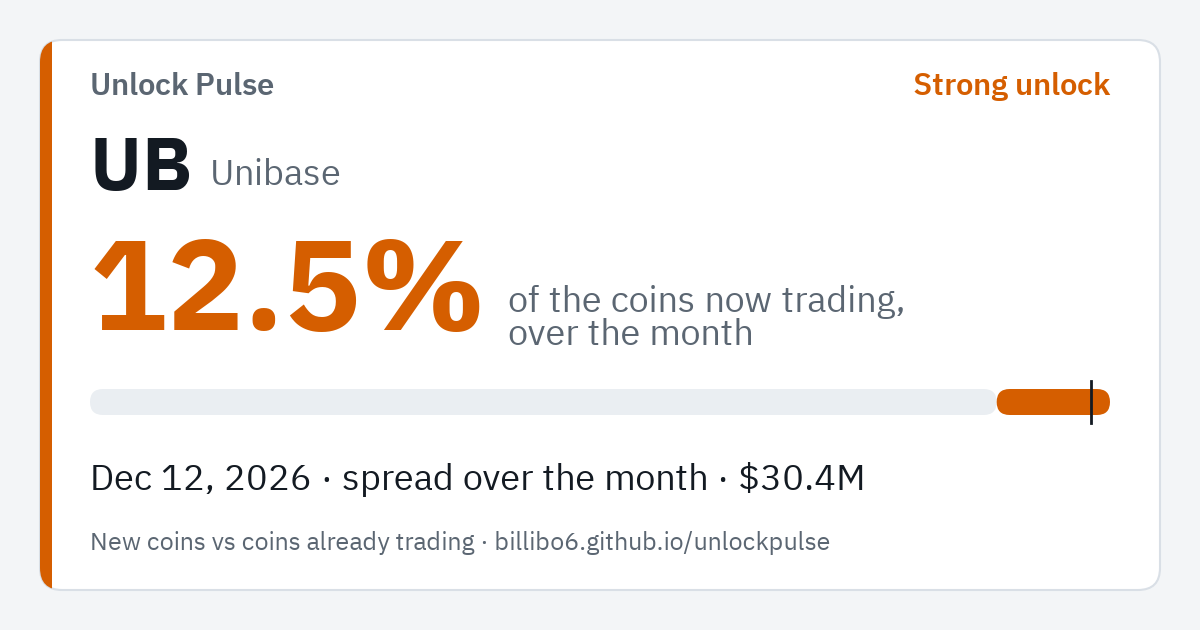 Unlock Pulse
Strong unlock
UB Unibase
12.5% of the coins now trading,
over the month
Dec 12, 2026 · spread over the month · $30.4M
New coins vs coins already trading · billibo6.github.io/unlockpulse